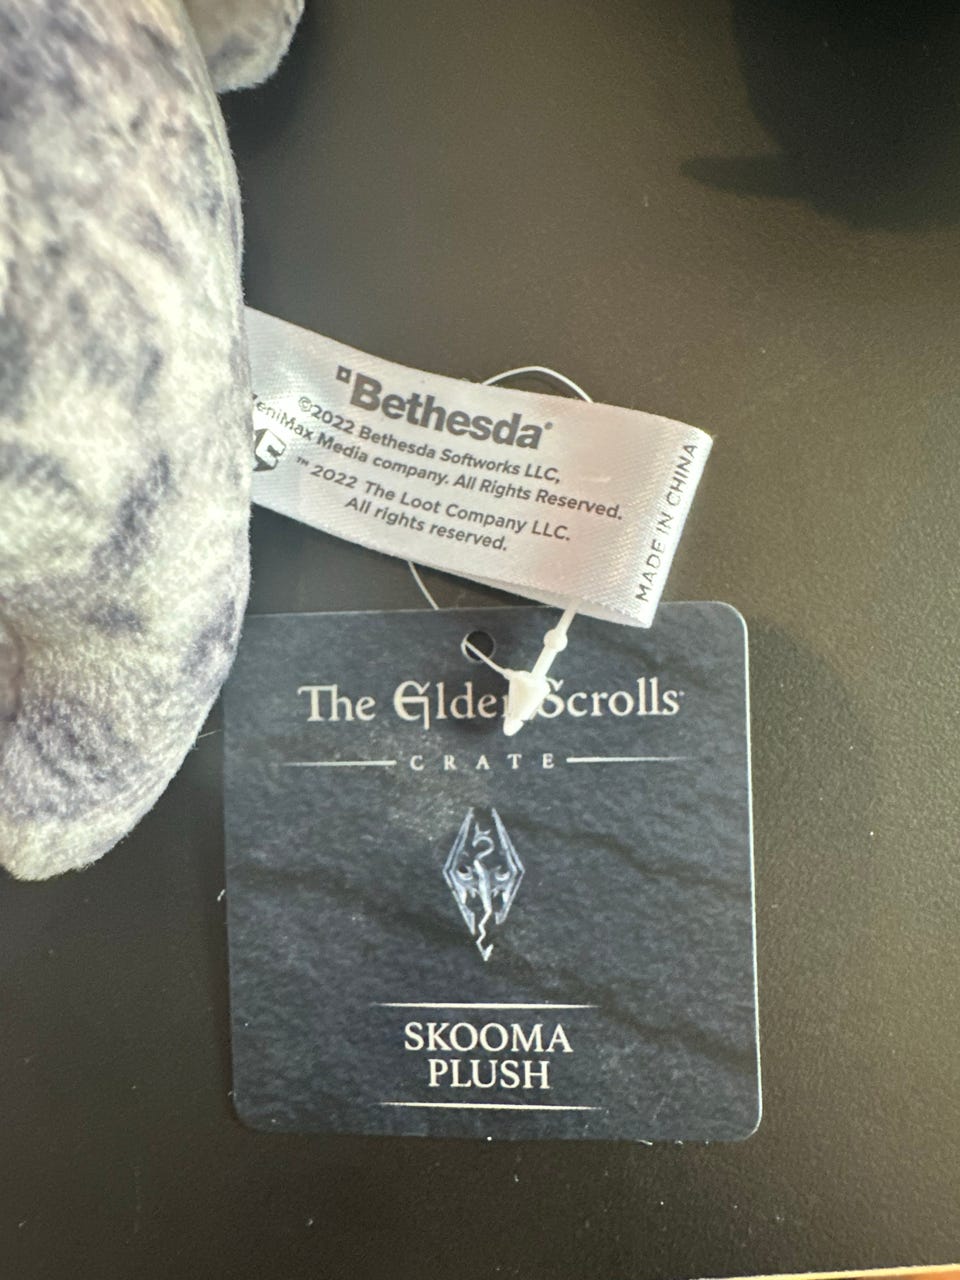 Bethesda®
©2022 Bethesda Softworks LLC,
ZeniMax Media company. All Rights Reserved.
™ 2022 The Loot Company LLC.
All rights reserved.
MADE IN CHINA
The Elder Scrolls
CRATE
SKOOMA
PLUSH